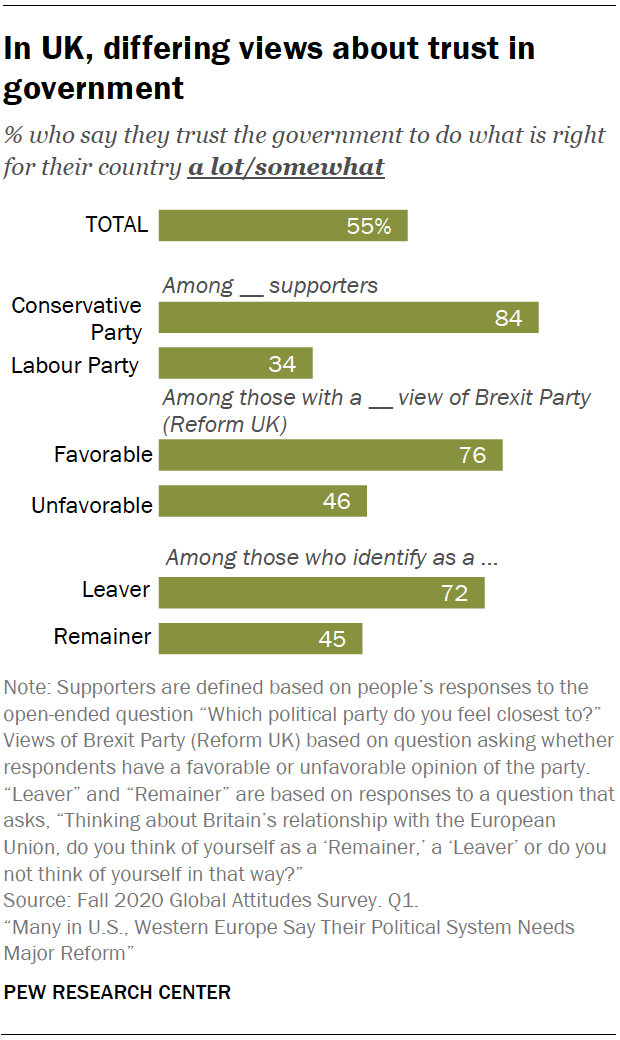 In UK, differing views about trust in
government
% who say they trust the government to do what is right
for their country a lot/somewhat
TOTAL 55%
Among __ supporters
Conservative
Party 84
Labour Party 34
Among those with a __ view of Brexit Party
(Reform UK)
Favorable 76
Unfavorable 46
Among those who identify as a ...
Leaver 72
Remainer 45
Note: Supporters are defined based on people’s responses to the
open-ended question “Which political party do you feel closest to?”
Views of Brexit Party (Reform UK) based on question asking whether
respondents have a favorable or unfavorable opinion of the party.
“Leaver” and “Remainer” are based on responses to a question that
asks, “Thinking about Britain’s relationship with the European
Union, do you think of yourself as a ‘Remainer,’ a ‘Leaver’ or do you
not think of yourself in that way?”
Source: Fall 2020 Global Attitudes Survey. Q1.
“Many in U.S., Western Europe Say Their Political System Needs
Major Reform”
PEW RESEARCH CENTER